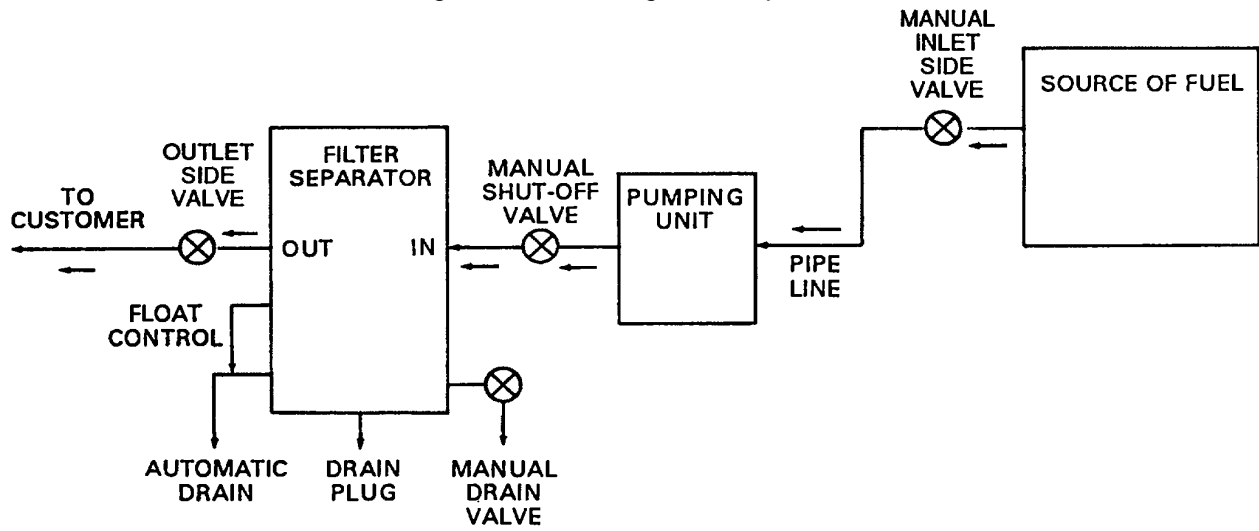 MANUAL
INLET
SIDE
VALVE
SOURCE OF FUEL
OUTLET
SIDE
VALVE
FILTER
SEPARATOR
MANUAL
SHUT-OFF
VALVE
PUMPING
UNIT
TO
CUSTOMER
OUT
IN
PIPE
LINE
FLOAT
CONTROL
AUTOMATIC
DRAIN
DRAIN
PLUG
MANUAL
DRAIN
VALVE